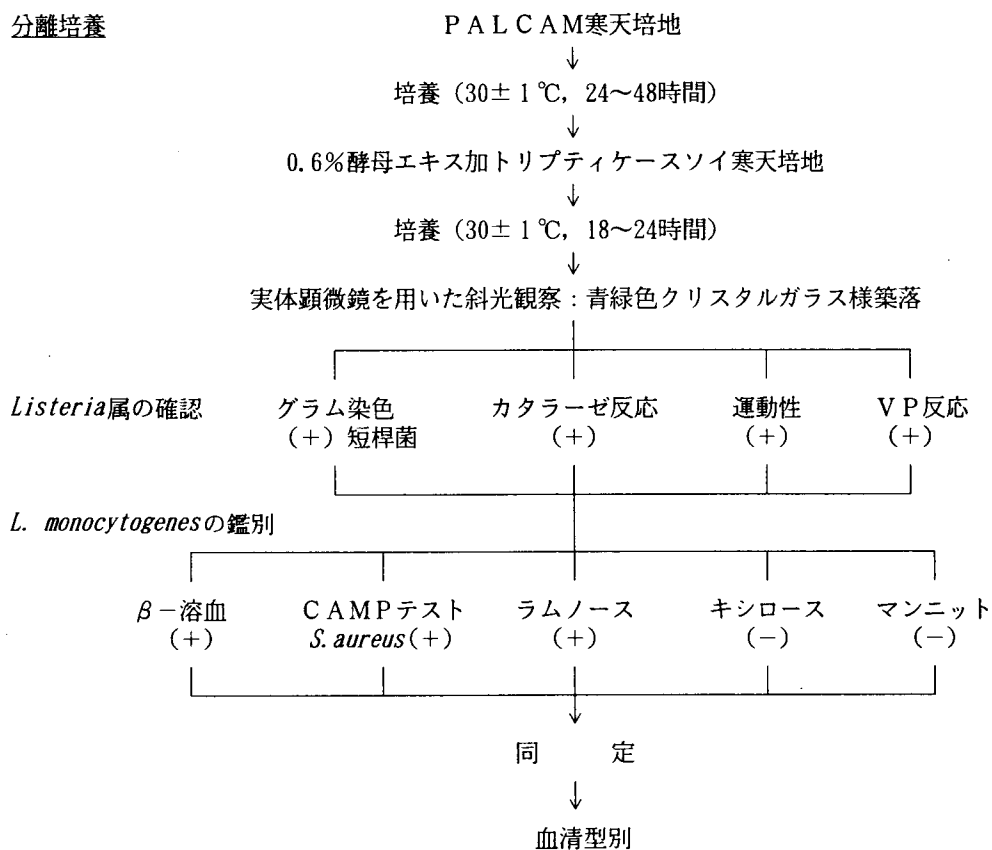 分離培養
ＰＡＬＣＡＭ寒天培地
↓
培養（30±1℃，24～48時間）
↓
0.6%酵母エキス加トリプティケースソイ寒天培地
↓
培養（30±1℃，18～24時間）
↓
実体顕微鏡を用いた斜光観察：青緑色クリスタルガラス様築落
Listeria属の確認 グラム染色 カタラーゼ反応 運動性 ＶＰ反応
(＋) 短桿菌 (＋) (＋) (＋)
L. monocytogenesの鑑別
β－溶血 ＣＡＭＰテスト ラムノース キシロース マンニット
(＋) S. aureus(＋) (＋) (－) (－)
↓
同 定
↓
血清型別